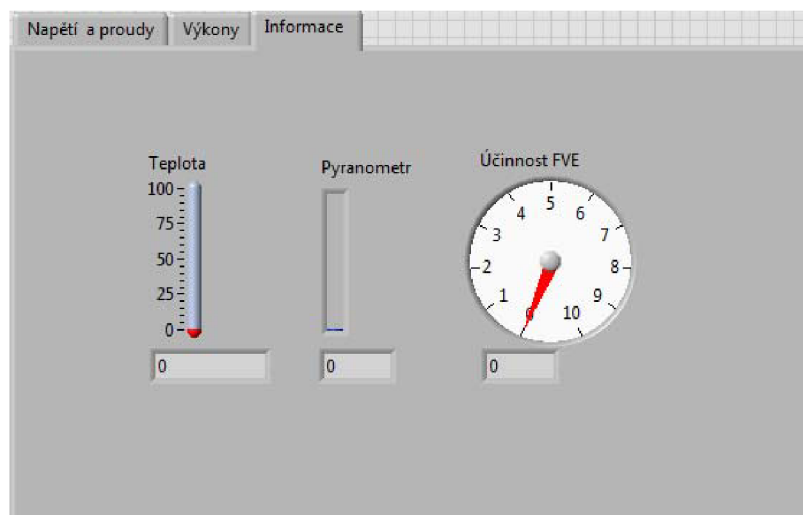 Napětí a proudy Výkony Informace
Teplota Pyranometr Účinnost FVE
100
75
50
25
0
0 1 2 3 4 5 6 7 8 9 10
0 0 0